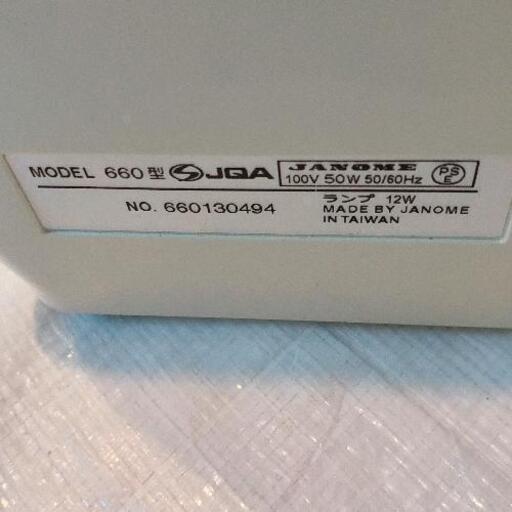 MODEL 660型 JQA JANOME
100V 50W 50/60Hz PSE
NO. 660130494
ランプ 12W
MADE BY JANOME
IN TAIWAN